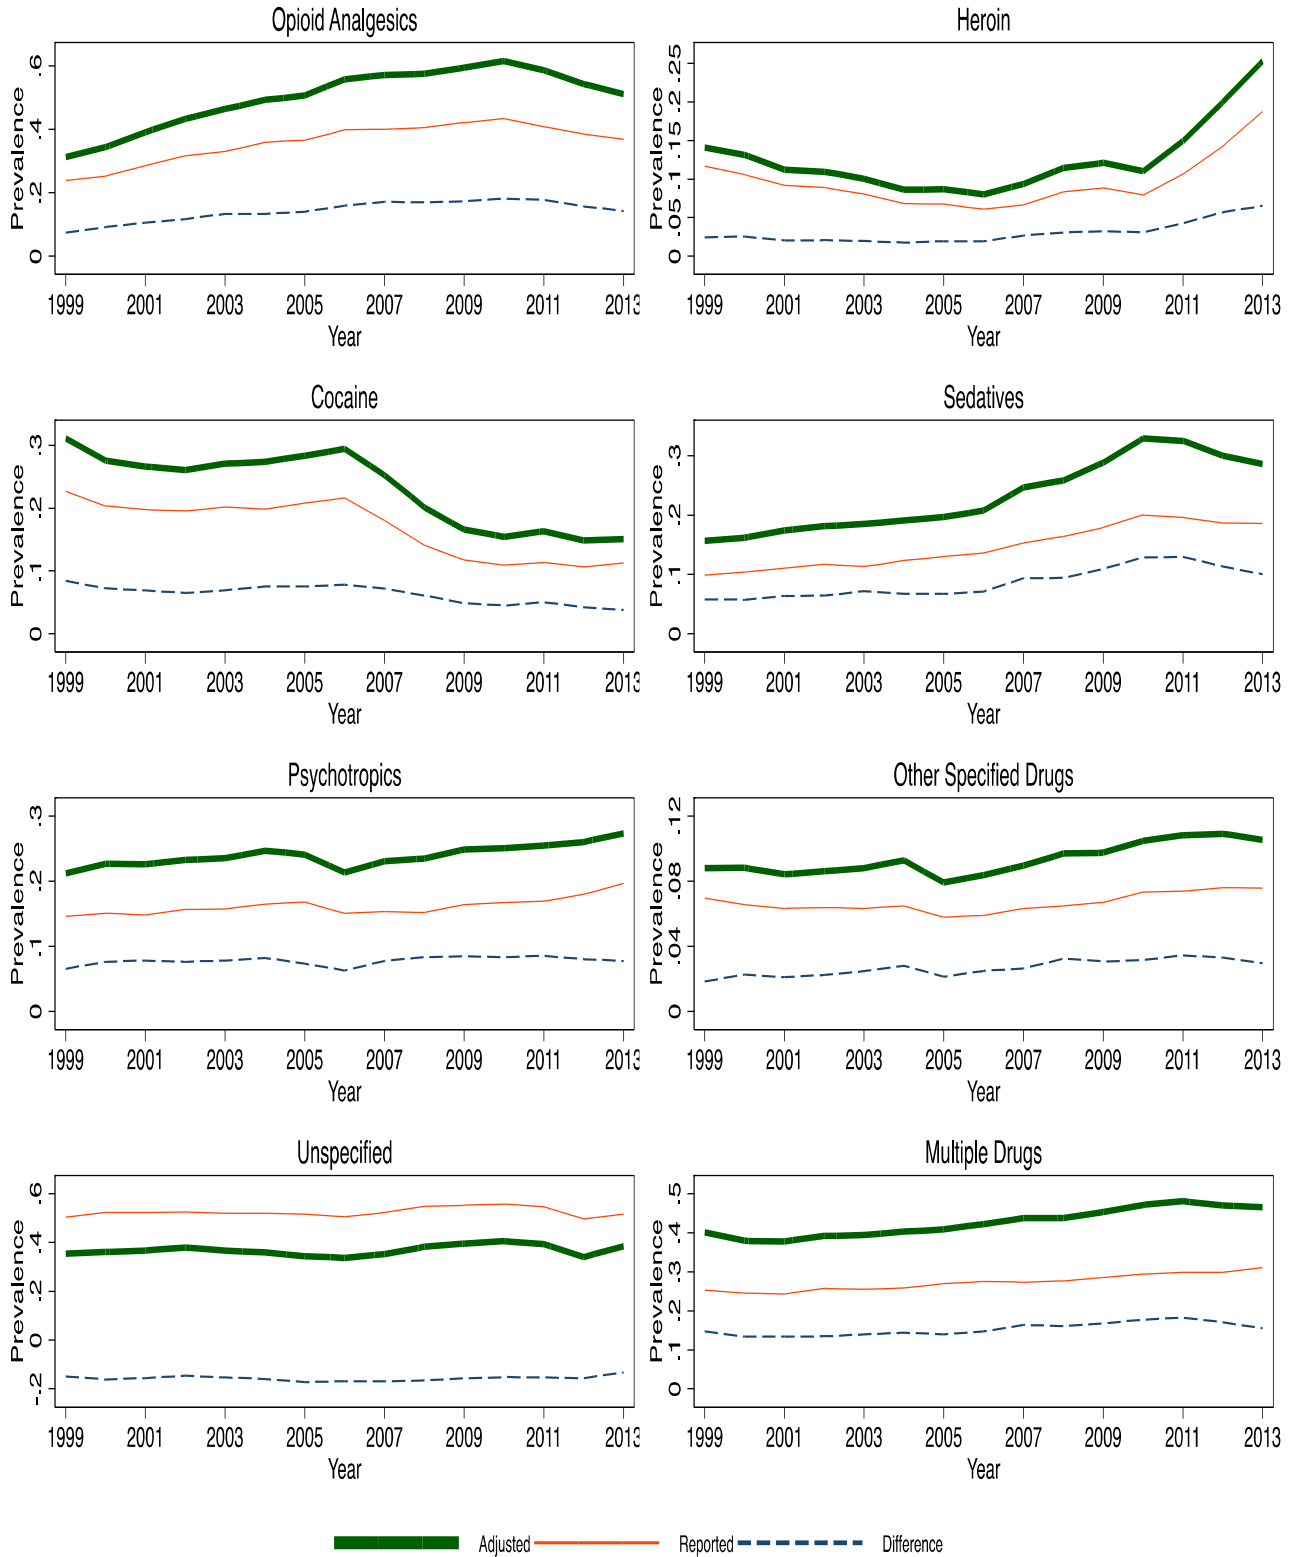 Opioid Analgesics
Prevalence
0 .2 .4 .6
1999 2001 2003 2005 2007 2009 2011 2013
Year
Heroin
Prevalence
0 .05 .1 .15 .2 .25
1999 2001 2003 2005 2007 2009 2011 2013
Year
Cocaine
Prevalence
0 .1 .2 .3
1999 2001 2003 2005 2007 2009 2011 2013
Year
Sedatives
Prevalence
0 .1 .2 .3
1999 2001 2003 2005 2007 2009 2011 2013
Year
Psychotropics
Prevalence
0 .1 .2 .3
1999 2001 2003 2005 2007 2009 2011 2013
Year
Other Specified Drugs
Prevalence
0 .04 .08 .12
1999 2001 2003 2005 2007 2009 2011 2013
Year
Unspecified
Prevalence
-.2 0 .2 .4 .6
1999 2001 2003 2005 2007 2009 2011 2013
Year
Multiple Drugs
Prevalence
0 .1 .2 .3 .4 .5
1999 2001 2003 2005 2007 2009 2011 2013
Year
Adjusted Reported Difference